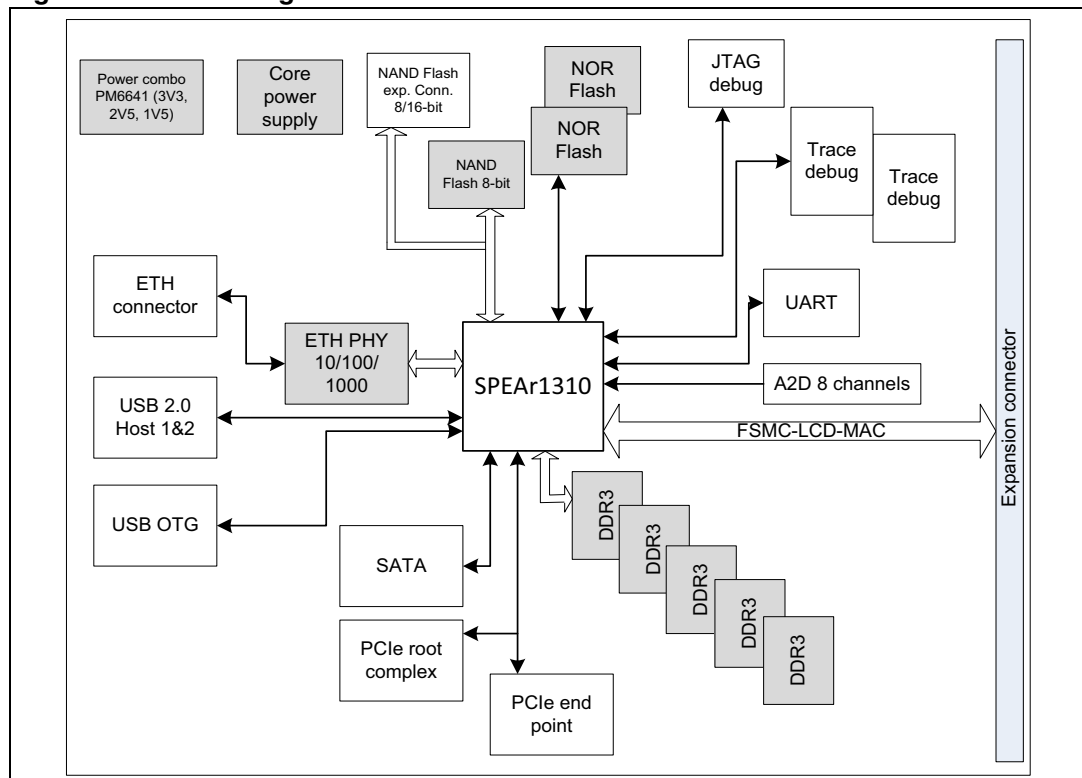 Power combo
PM6641 (3V3,
2V5, 1V5)
Core
power
supply
NAND Flash
exp. Conn.
8/16-bit
NOR
Flash
NOR
Flash
JTAG
debug
NAND
Flash 8-bit
Trace
debug
Trace
debug
ETH
connector
UART
ETH PHY
10/100/
1000
SPEAr1310
A2D 8 channels
USB 2.0
Host 1&2
FSMC-LCD-MAC
Expansion connector
USB OTG
DDR3
DDR3
DDR3
DDR3
DDR3
SATA
PCIe root
complex
PCIe end
point